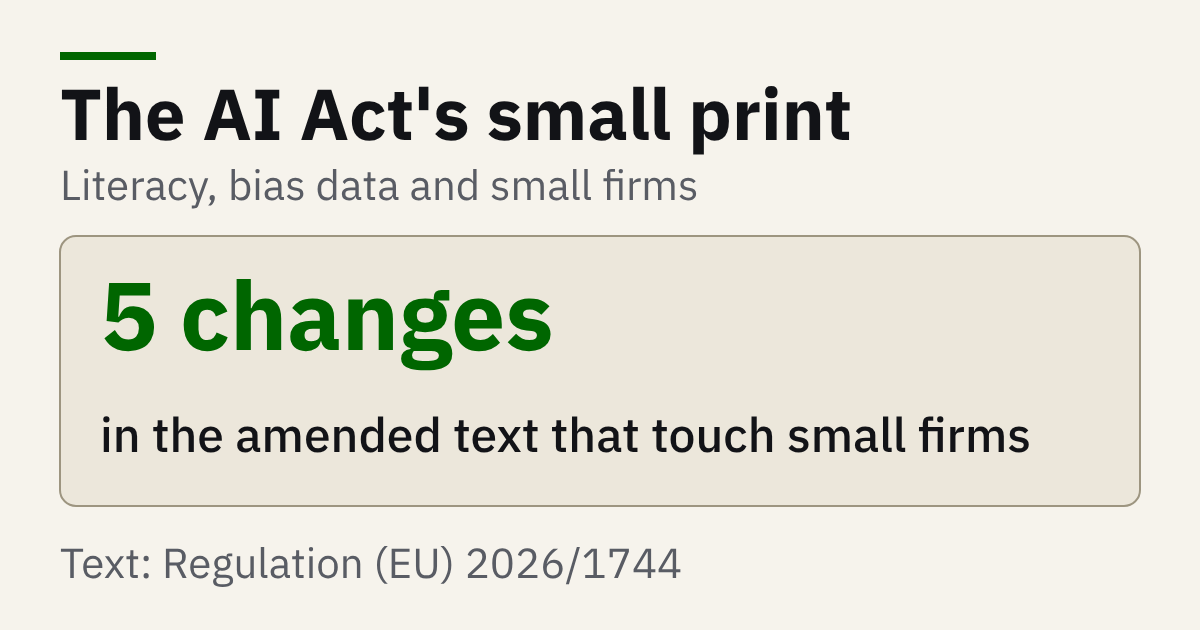 The AI Act's small print
Literacy, bias data and small firms
5 changes
in the amended text that touch small firms
Text: Regulation (EU) 2026/1744